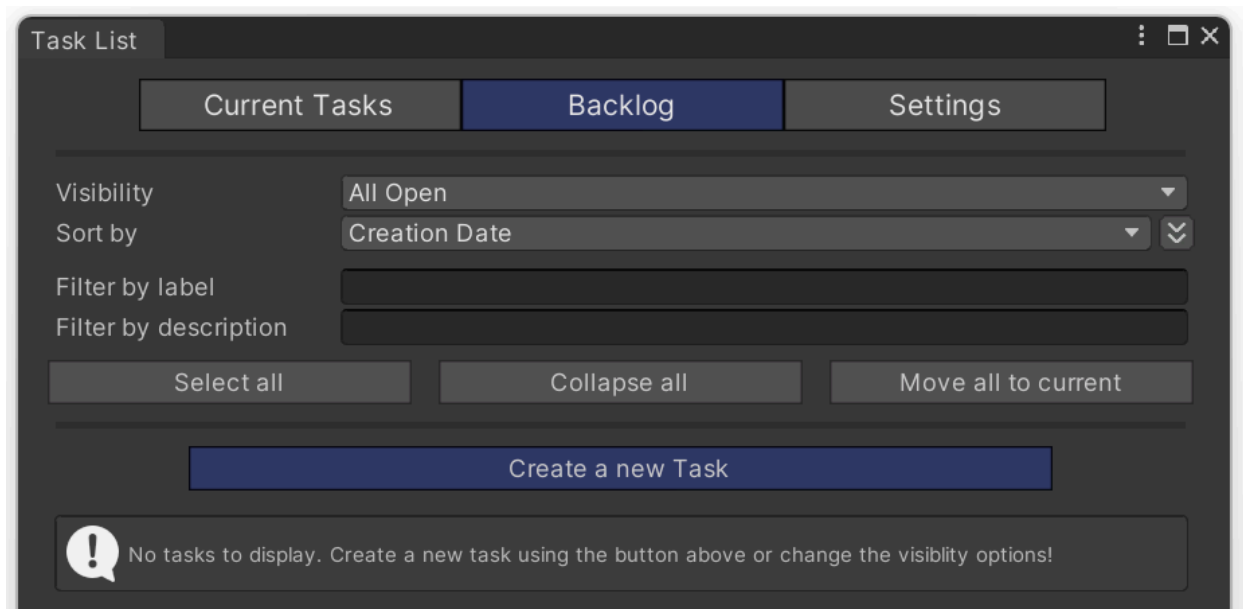 Task List
Current Tasks Backlog Settings
Visibility All Open
Sort by Creation Date
Filter by label
Filter by description
Select all Collapse all Move all to current
Create a new Task
No tasks to display. Create a new task using the button above or change the visiblity options!